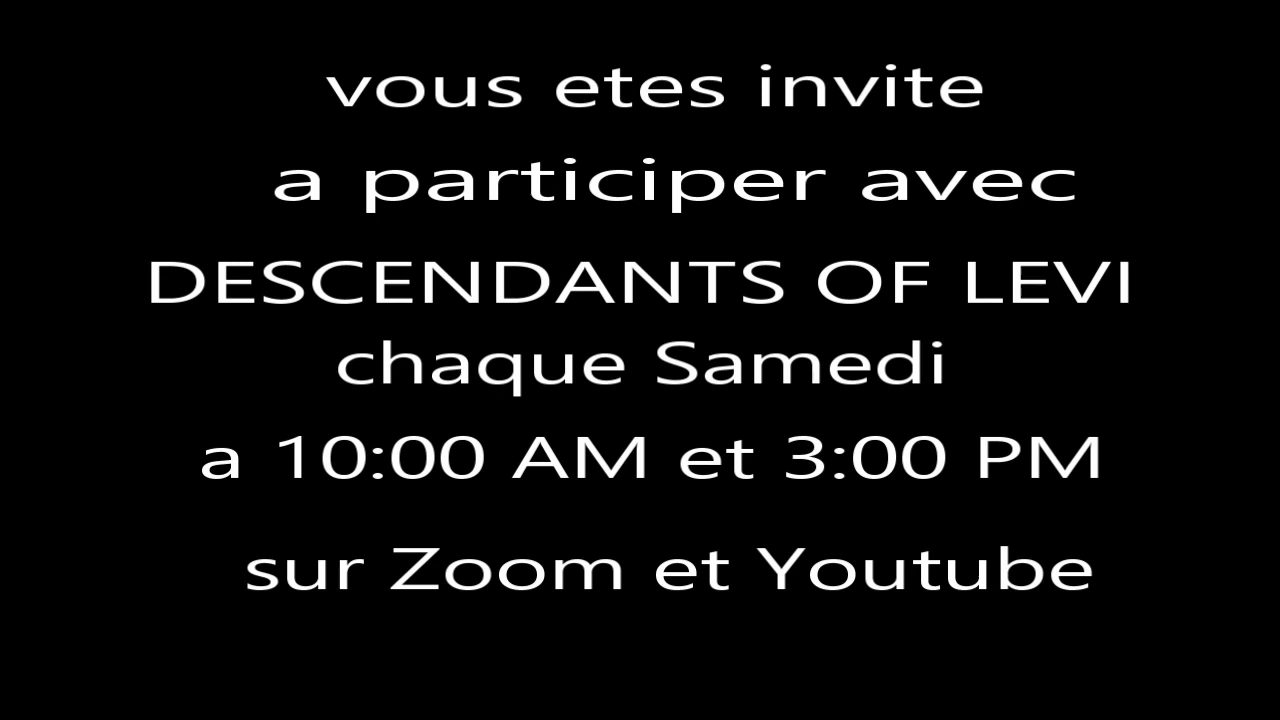 vous etes invite
a participer avec
DESCENDANTS OF LEVI
chaque Samedi
a 10:00 AM et 3:00 PM
sur Zoom et Youtube